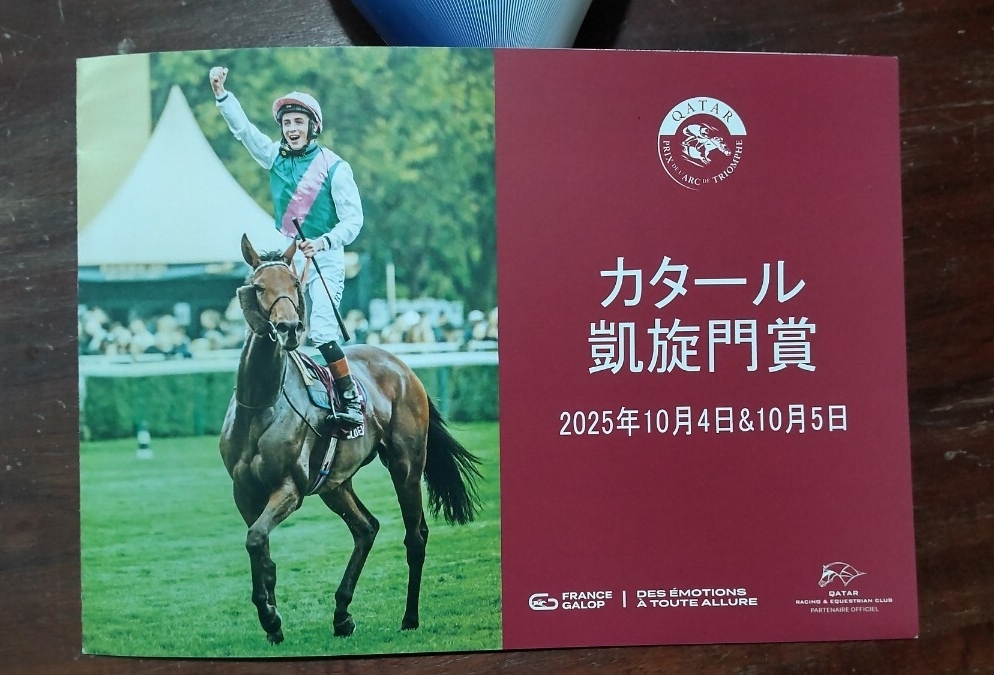 QATAR
PRIX DE L'ARC DE TRIOMPHE
カタール
凱旋門賞
2025年10月4日&10月5日
FRANCE
GALOP
DES ÉMOTIONS
À TOUTE ALLURE
QATAR
RACING & EQUESTRIAN CLUB
PARTENAIRE OFFICIEL